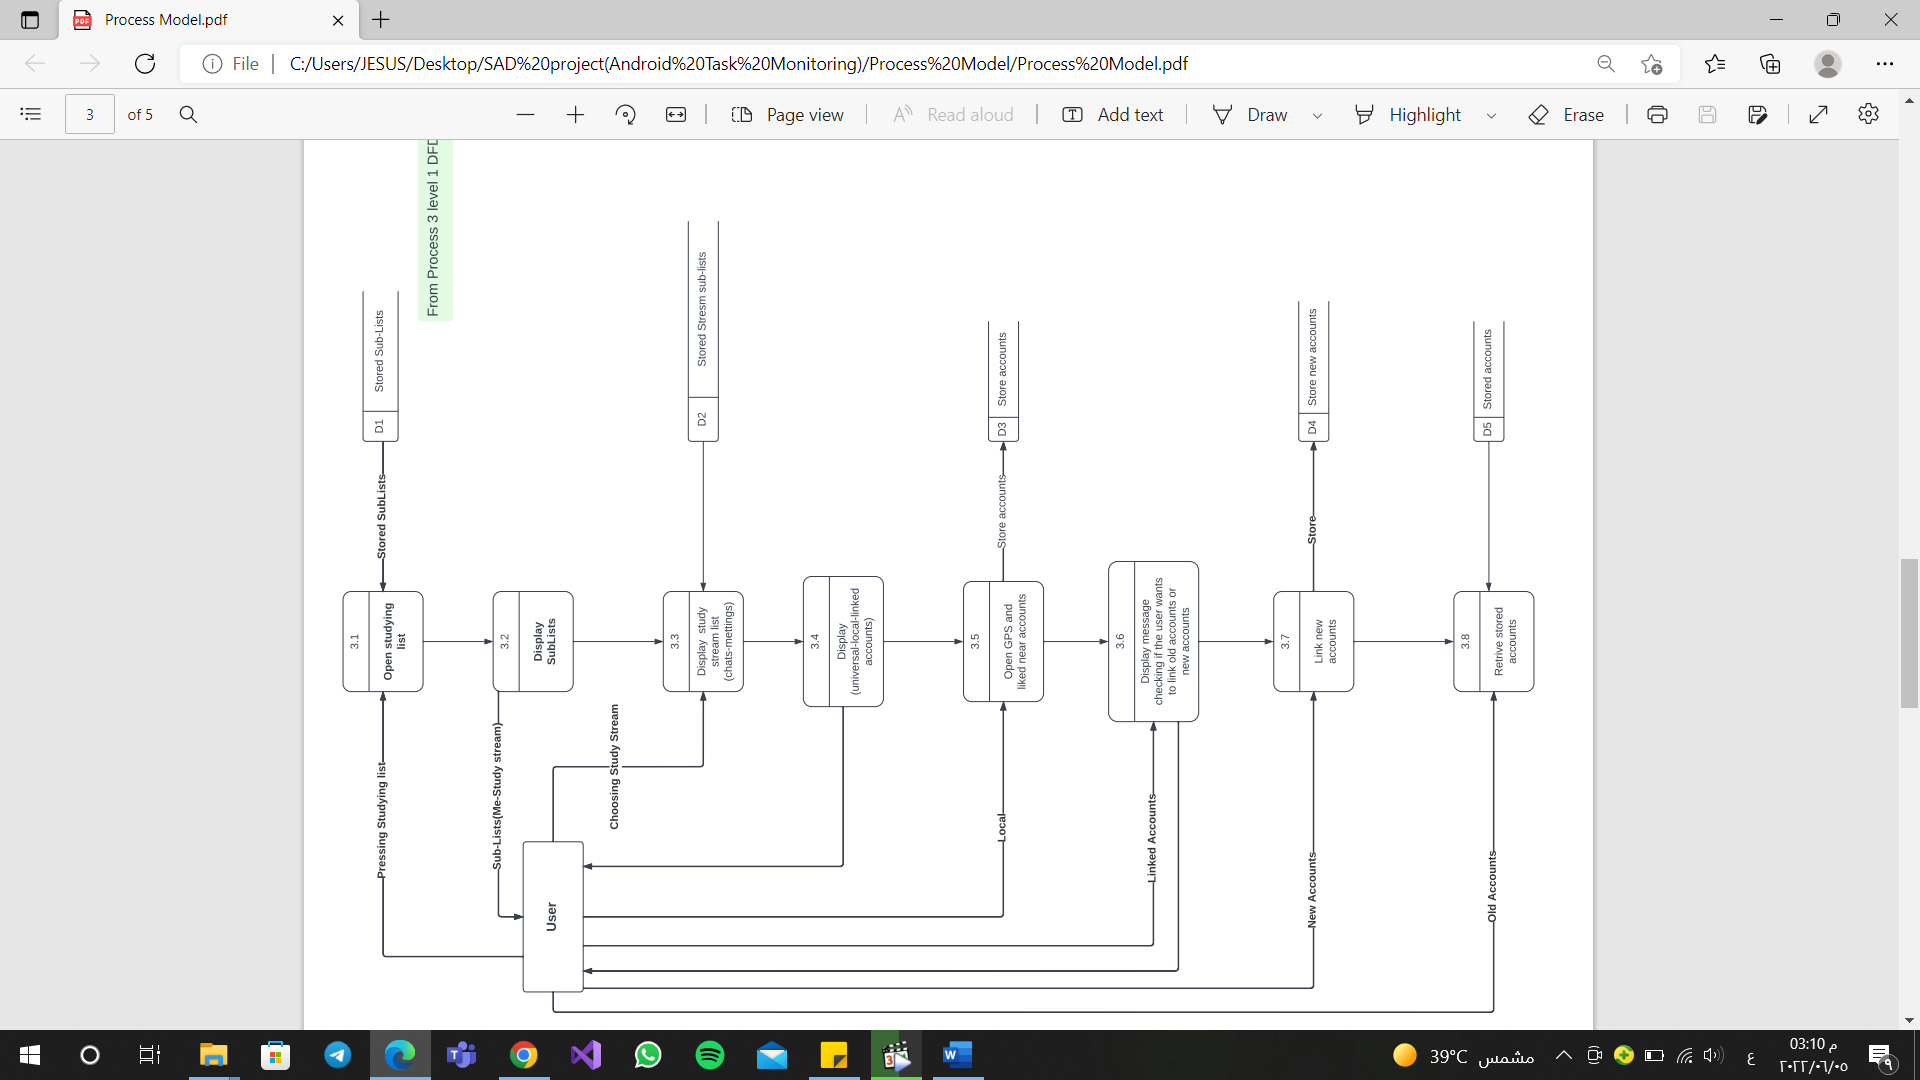 Process Model.pdf
File
C:/Users/JESUS/Desktop/SAD%20project(Android%20Task%20Monitoring)/Process%20Model/Process%20Model.pdf
3
of 5
Page view
Read aloud
Add text
Draw
Highlight
Erase
From Process 3 level 1 DFD
D1
Stored Sub-Lists
D2
Stored Stresm sub-lists
D3
Store accounts
D4
Store new accounts
D5
Stored accounts
Stored SubLists
Store accounts
Store
3.1
Open studying
list
3.2
Display
SubLists
3.3
Display study
stream list
(chats-mettings)
3.4
Display
(universal-local-linked
accounts)
3.5
Open GPS and
liked near accounts
3.6
Display message
checking if the user wants
to link old accounts or
new accounts
3.7
Link new
accounts
3.8
Retrive stored
accounts
Pressing Studying list
Sub-Lists(Me-Study stream)
Choosing Study Stream
Local
Linked Accounts
New Accounts
Old Accounts
User
39°C مشمس
ع
03:10 م
٢٠٢٢/٠٦/٠٥
٩